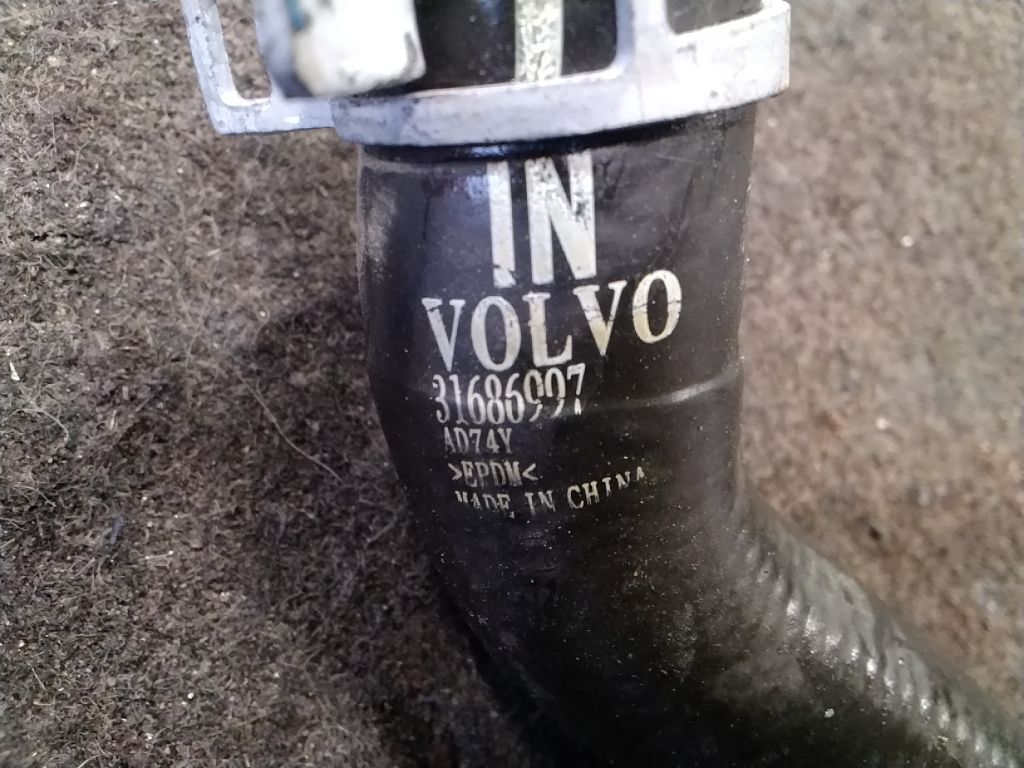 IN
VOLVO
31686997
AD74Y
>EPDM<
MADE IN CHINA